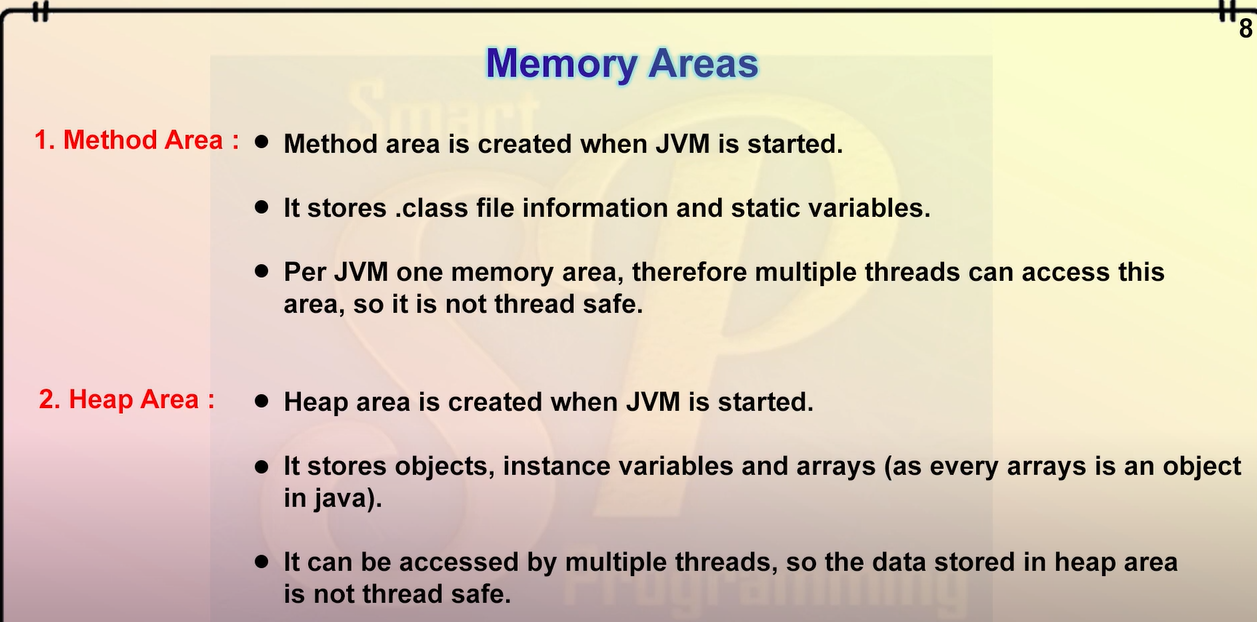 8
Memory Areas
1. Method Area : ● Method area is created when JVM is started.
● It stores .class file information and static variables.
● Per JVM one memory area, therefore multiple threads can access this
area, so it is not thread safe.
2. Heap Area : ● Heap area is created when JVM is started.
● It stores objects, instance variables and arrays (as every arrays is an object
in java).
● It can be accessed by multiple threads, so the data stored in heap area
is not thread safe.
Smart
SP
Programming